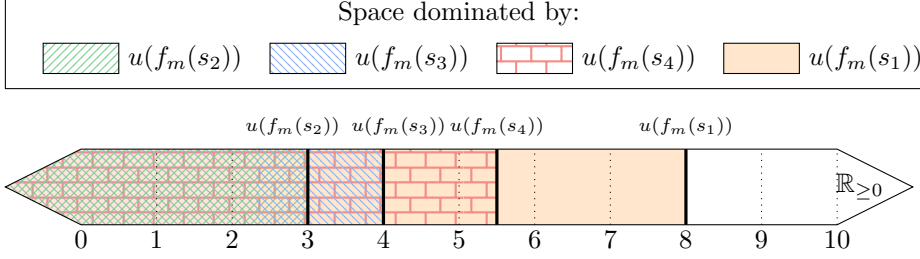 Space dominated by:
u(f_m(s_2)) u(f_m(s_3)) u(f_m(s_4)) u(f_m(s_1))
u(f_m(s_2)) u(f_m(s_3)) u(f_m(s_4)) u(f_m(s_1))
ℝ_≥0
0 1 2 3 4 5 6 7 8 9 10